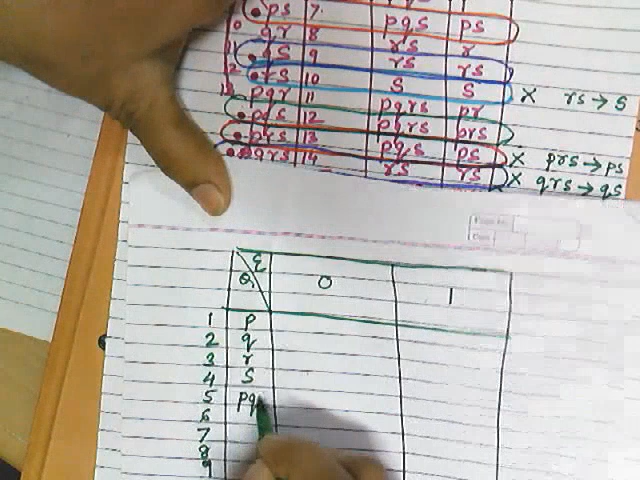 ps 7 pqs ps
qr 8 rs r
qs 9 rs rs
rs 10 S S X rs → S
pqr 11 pqrs pr
pqs 12 pqrs prs
prs 13 pqs ps X prs → ps
qrs 14 rs rs X qrs → qs
Σ
Q 0 1
1 p
2 q
3 r
4 S
5 pq
6
7
8
9